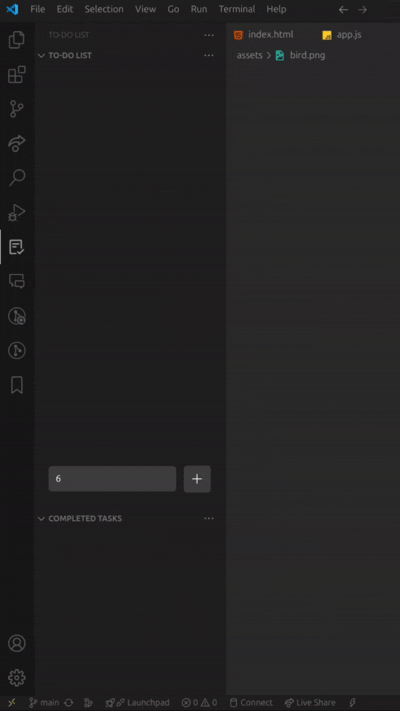 File Edit Selection View Go Run Terminal Help
TO-DO LIST
index.html app.js
TO-DO LIST
assets > bird.png
6
+
COMPLETED TASKS
main Launchpad 0 0 Connect Live Share